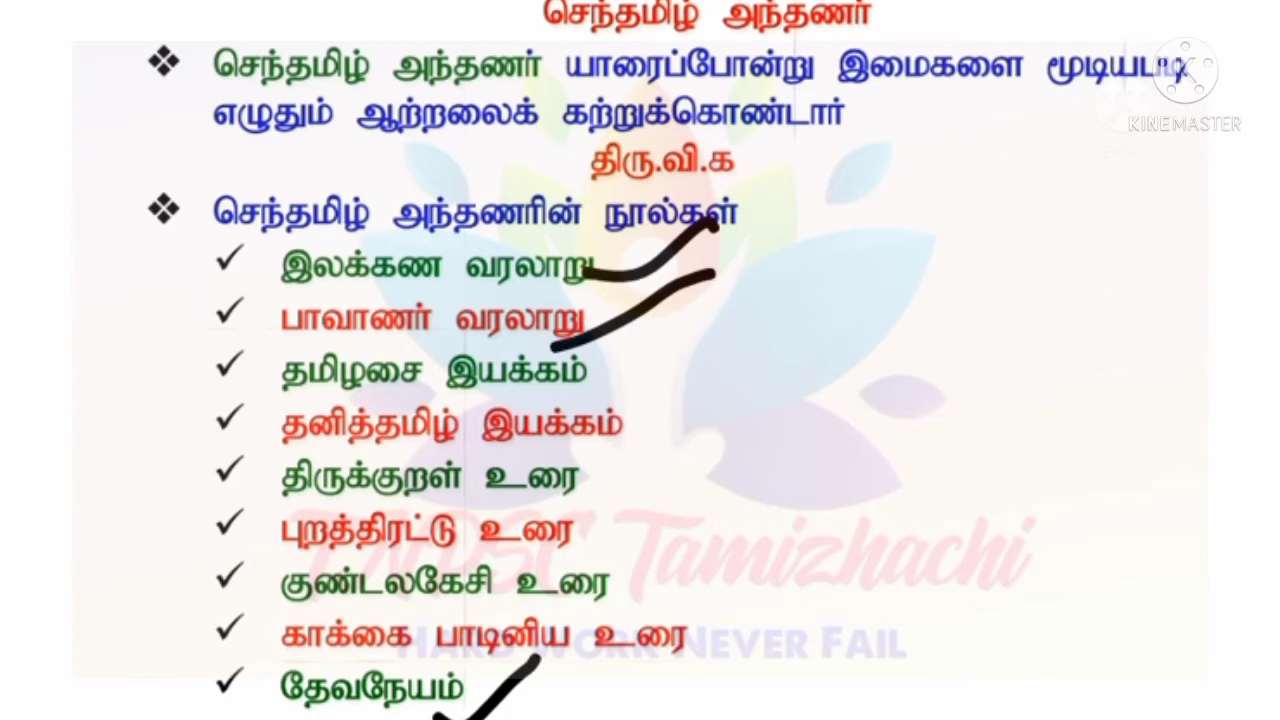 செந்தமிழ் அந்தணர்
❖ செந்தமிழ் அந்தணர் யாரைப்போன்று இமைகளை மூடியபடி
எழுதும் ஆற்றலைக் கற்றுக்கொண்டார்
KINEMASTER
திரு.வி.க
❖ செந்தமிழ் அந்தணரின் நூல்கள்
✓ இலக்கண வரலாறு
✓ பாவாணர் வரலாறு
✓ தமிழசை இயக்கம்
✓ தனித்தமிழ் இயக்கம்
✓ திருக்குறள் உரை
✓ புறத்திரட்டு உரை
TNPSC Tamizhachi
✓ குண்டலகேசி உரை
✓ காக்கை பாடினிய உரை
HARD WORK NEVER FAIL
✓ தேவநேயம்